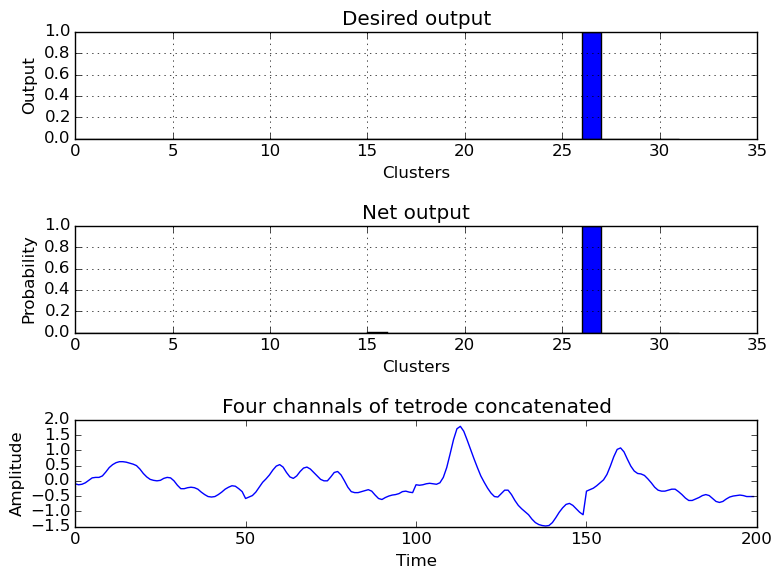 Desired output
1.0
0.8
0.6
0.4
0.2
0.0
Output
0 5 10 15 20 25 30 35
Clusters
Net output
1.0
0.8
0.6
0.4
0.2
0.0
Probability
0 5 10 15 20 25 30 35
Clusters
Four channels of tetrode concatenated
2.0
1.5
1.0
0.5
0.0
−0.5
−1.0
−1.5
Amplitude
0 50 100 150 200
Time